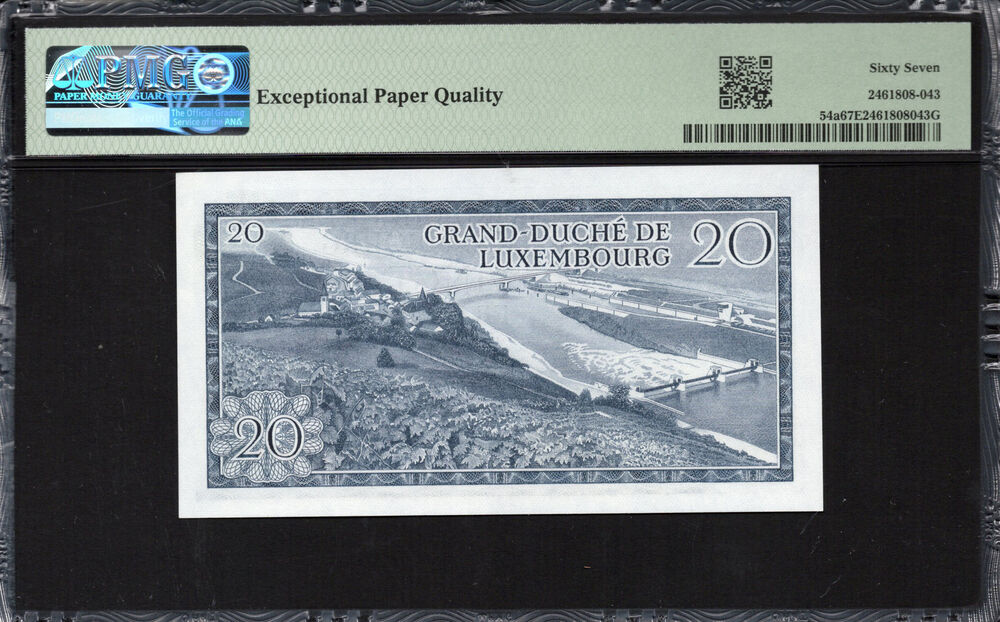 PMG
PAPER MONEY GUARANTY
The Official Grading
Service of the ANA
Exceptional Paper Quality
Sixty Seven
2461808-043
54a67E2461808043G
20
GRAND-DUCHÉ DE
LUXEMBOURG
20
20